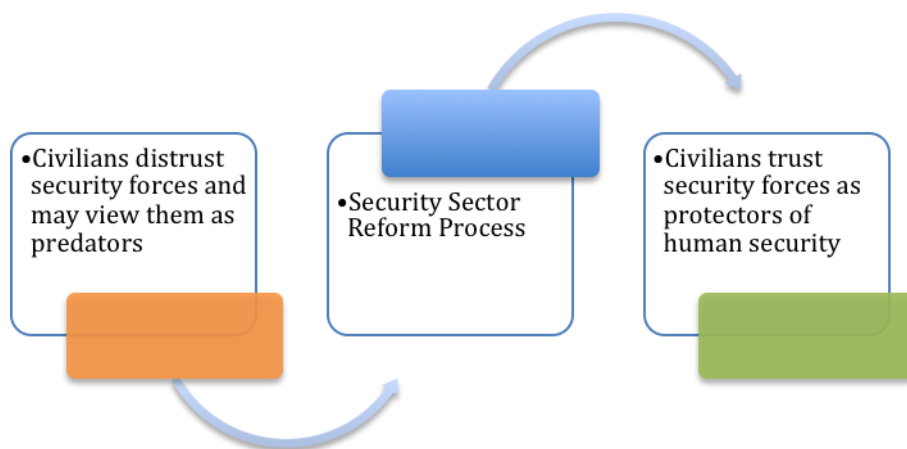 •Civilians distrust
security forces and
may view them as
predators
•Security Sector
Reform Process
•Civilians trust
security forces as
protectors of
human security